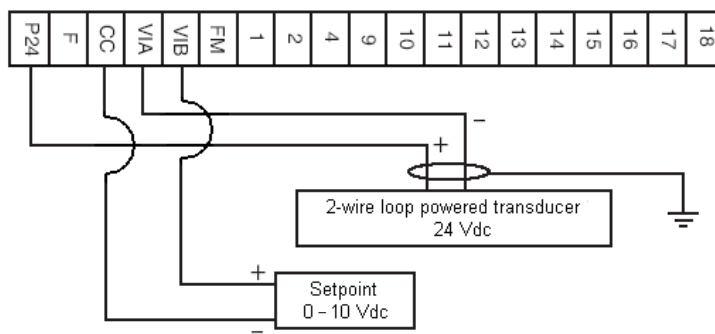 P24 F CC VIA VIB FM 1 2 4 9 10 11 12 13 14 15 16 17 18
−
+
2-wire loop powered transducer
24 Vdc
+
Setpoint
0 – 10 Vdc
−